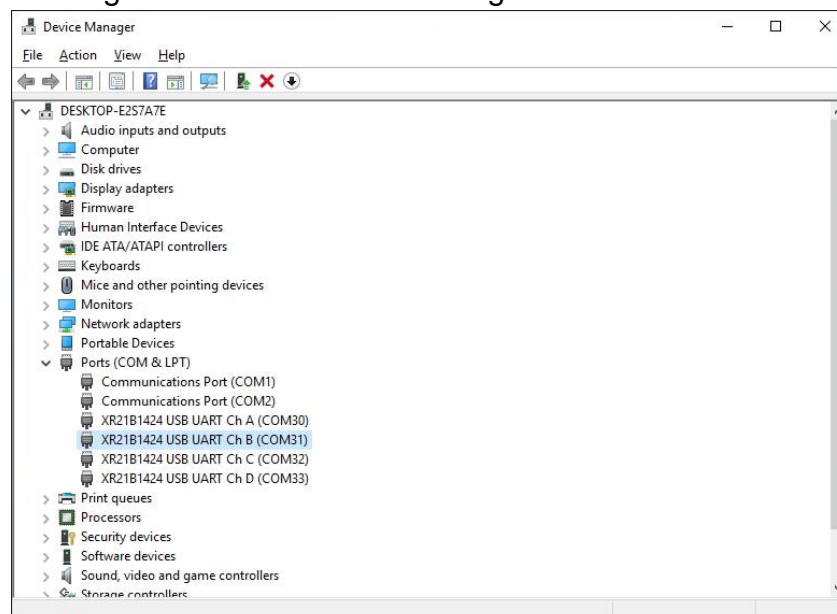 Device Manager
File Action View Help
DESKTOP-E2S7A7E
Audio inputs and outputs
Computer
Disk drives
Display adapters
Firmware
Human Interface Devices
IDE ATA/ATAPI controllers
Keyboards
Mice and other pointing devices
Monitors
Network adapters
Portable Devices
Ports (COM & LPT)
Communications Port (COM1)
Communications Port (COM2)
XR21B1424 USB UART Ch A (COM30)
XR21B1424 USB UART Ch B (COM31)
XR21B1424 USB UART Ch C (COM32)
XR21B1424 USB UART Ch D (COM33)
Print queues
Processors
Security devices
Software devices
Sound, video and game controllers
Storage controllers